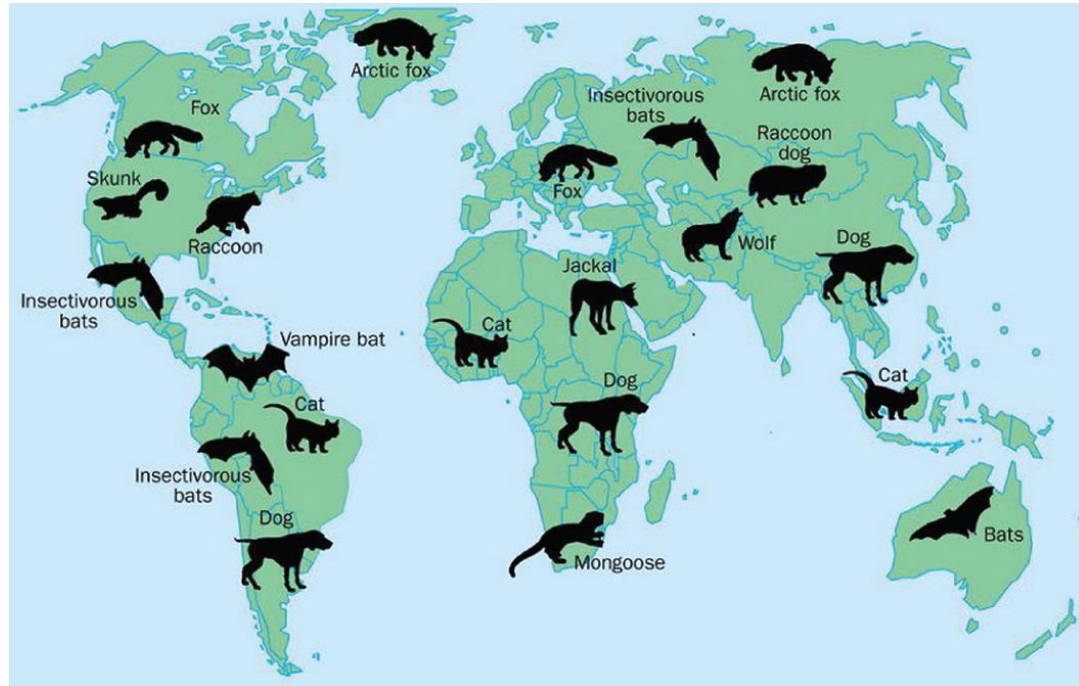 Arctic fox
Arctic fox
Insectivorous
bats
Fox
Raccoon
dog
Skunk
Fox
Raccoon
Wolf
Dog
Jackal
Insectivorous
bats
Cat
Vampire bat
Cat
Dog
Cat
Insectivorous
bats
Dog
Mongoose
Bats